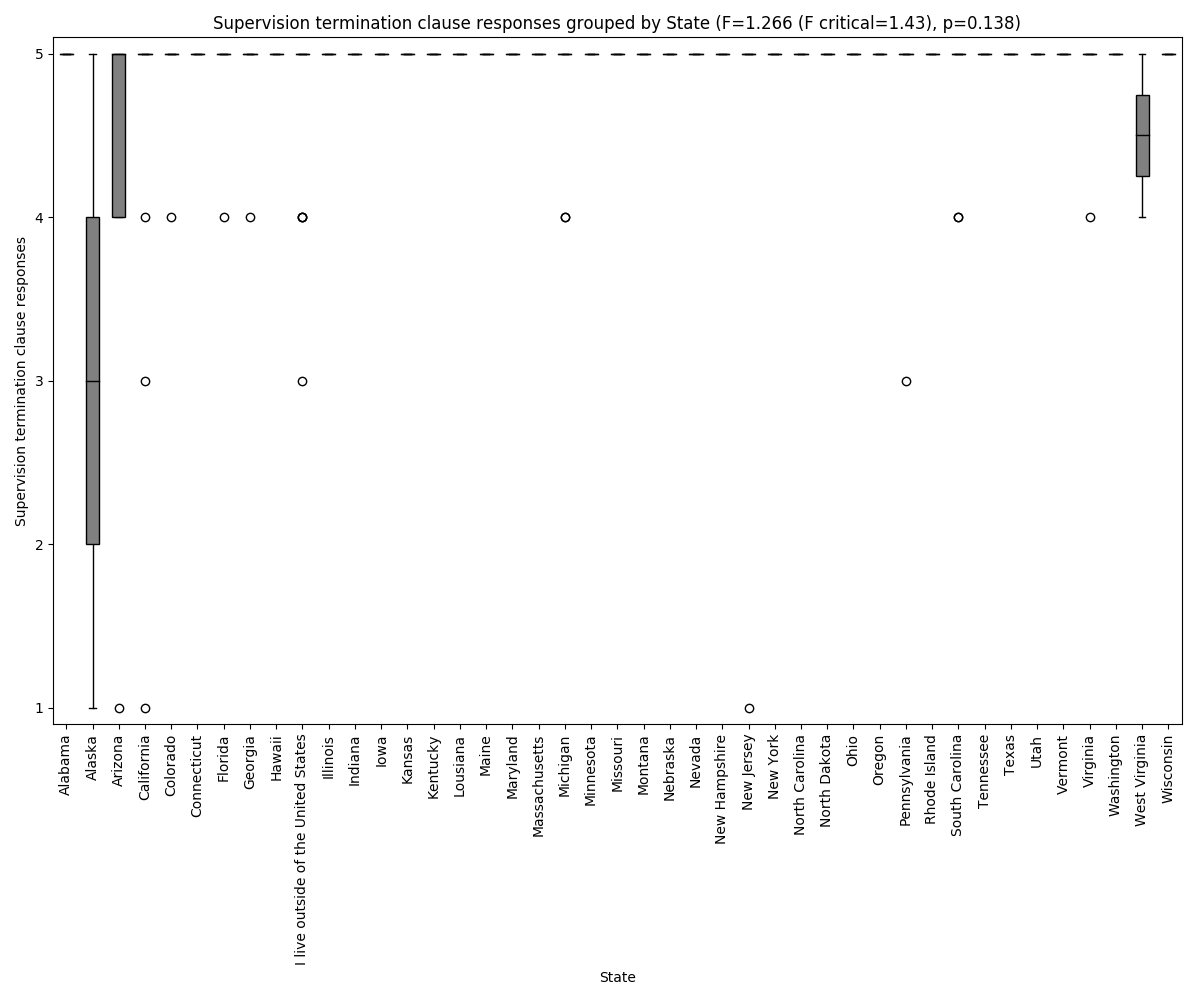 Supervision termination clause responses grouped by State (F=1.266 (F critical=1.43), p=0.138)
Supervision termination clause responses
5
4
3
2
1
Alabama
Alaska
Arizona
California
Colorado
Connecticut
Florida
Georgia
Hawaii
I live outside of the United States
Illinois
Indiana
Iowa
Kansas
Kentucky
Lousiana
Maine
Maryland
Massachusetts
Michigan
Minnesota
Missouri
Montana
Nebraska
Nevada
New Hampshire
New Jersey
New York
North Carolina
North Dakota
Ohio
Oregon
Pennsylvania
Rhode Island
South Carolina
Tennessee
Texas
Utah
Vermont
Virginia
Washington
West Virginia
Wisconsin
State